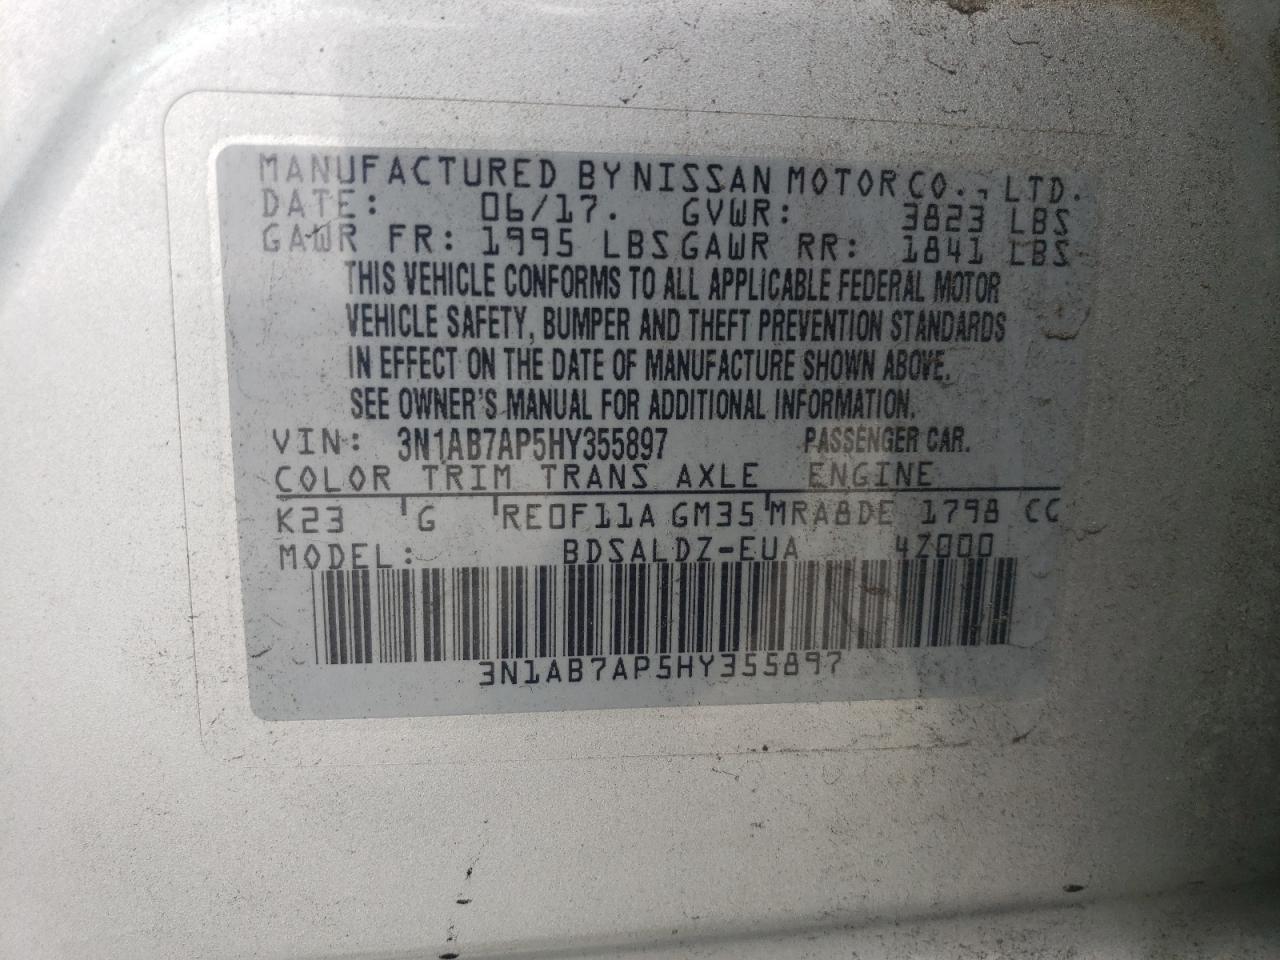 MANUFACTURED BY NISSAN MOTOR CO., LTD.
DATE: 06/17. GVWR: 3823 LBS
GAWR FR: 1995 LBS GAWR RR: 1841 LBS
THIS VEHICLE CONFORMS TO ALL APPLICABLE FEDERAL MOTOR
VEHICLE SAFETY, BUMPER AND THEFT PREVENTION STANDARDS
IN EFFECT ON THE DATE OF MANUFACTURE SHOWN ABOVE.
SEE OWNER'S MANUAL FOR ADDITIONAL INFORMATION.
VIN: 3N1AB7AP5HY355897 PASSENGER CAR.
COLOR TRIM TRANS AXLE ENGINE
K23 G RE0F11A GM35 MRA8DE 1798 CC
MODEL: BDSALDZ-EUA 4Z000
3N1AB7AP5HY355897